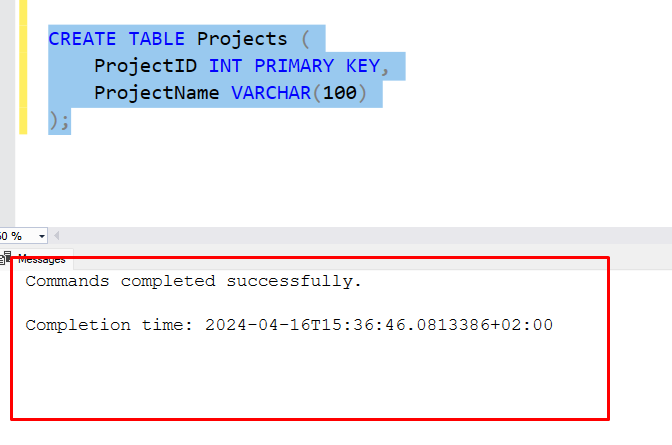 CREATE TABLE Projects (
ProjectID INT PRIMARY KEY,
ProjectName VARCHAR(100)
);
0 %
Messages
Commands completed successfully.
Completion time: 2024-04-16T15:36:46.0813386+02:00